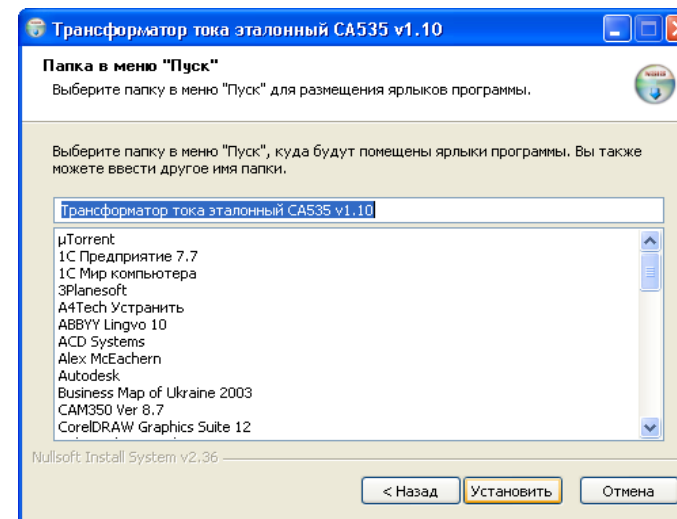 Трансформатор тока эталонный СА535 v1.10
Папка в меню "Пуск"
Выберите папку в меню "Пуск" для размещения ярлыков программы.
Выберите папку в меню "Пуск", куда будут помещены ярлыки программы. Вы также
можете ввести другое имя папки.
Трансформатор тока эталонный СА535 v1.10
µTorrent
1С Предприятие 7.7
1С Мир компьютера
3Planesoft
A4Tech Устранить
ABBYY Lingvo 10
ACD Systems
Alex McEachern
Autodesk
Business Map of Ukraine 2003
CAM350 Ver 8.7
CorelDRAW Graphics Suite 12
Nullsoft Install System v2.36
< Назад
Установить
Отмена